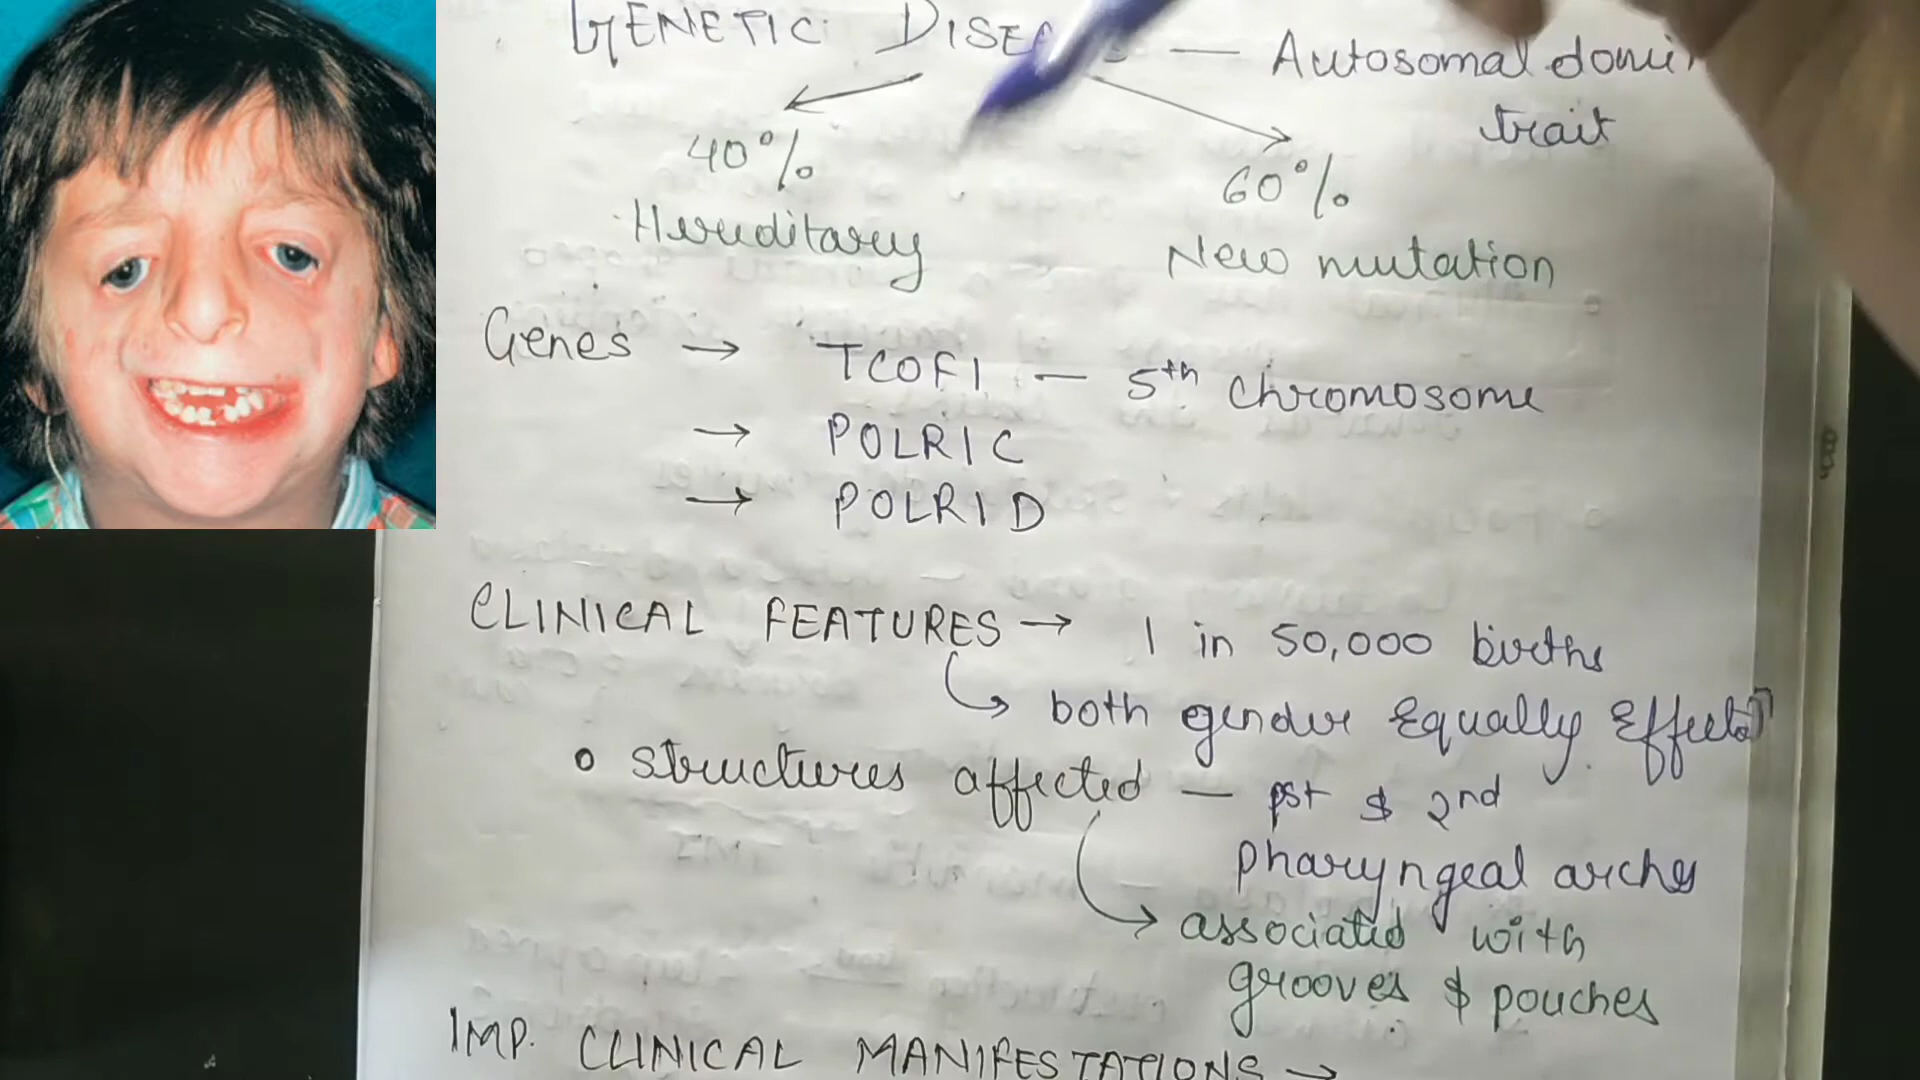 GENETIC DISE — Autosomal domi
trait
40% 60%
Hereditary New mutation
Genes → TCOF1 — 5th chromosome
→ POLR1C
→ POLR1D
CLINICAL FEATURES → 1 in 50,000 births
both gender Equally Effected
• structures affected — 1st & 2nd
pharyngeal arches
associated with
grooves & pouches
IMP. CLINICAL MANIFESTATIONS →